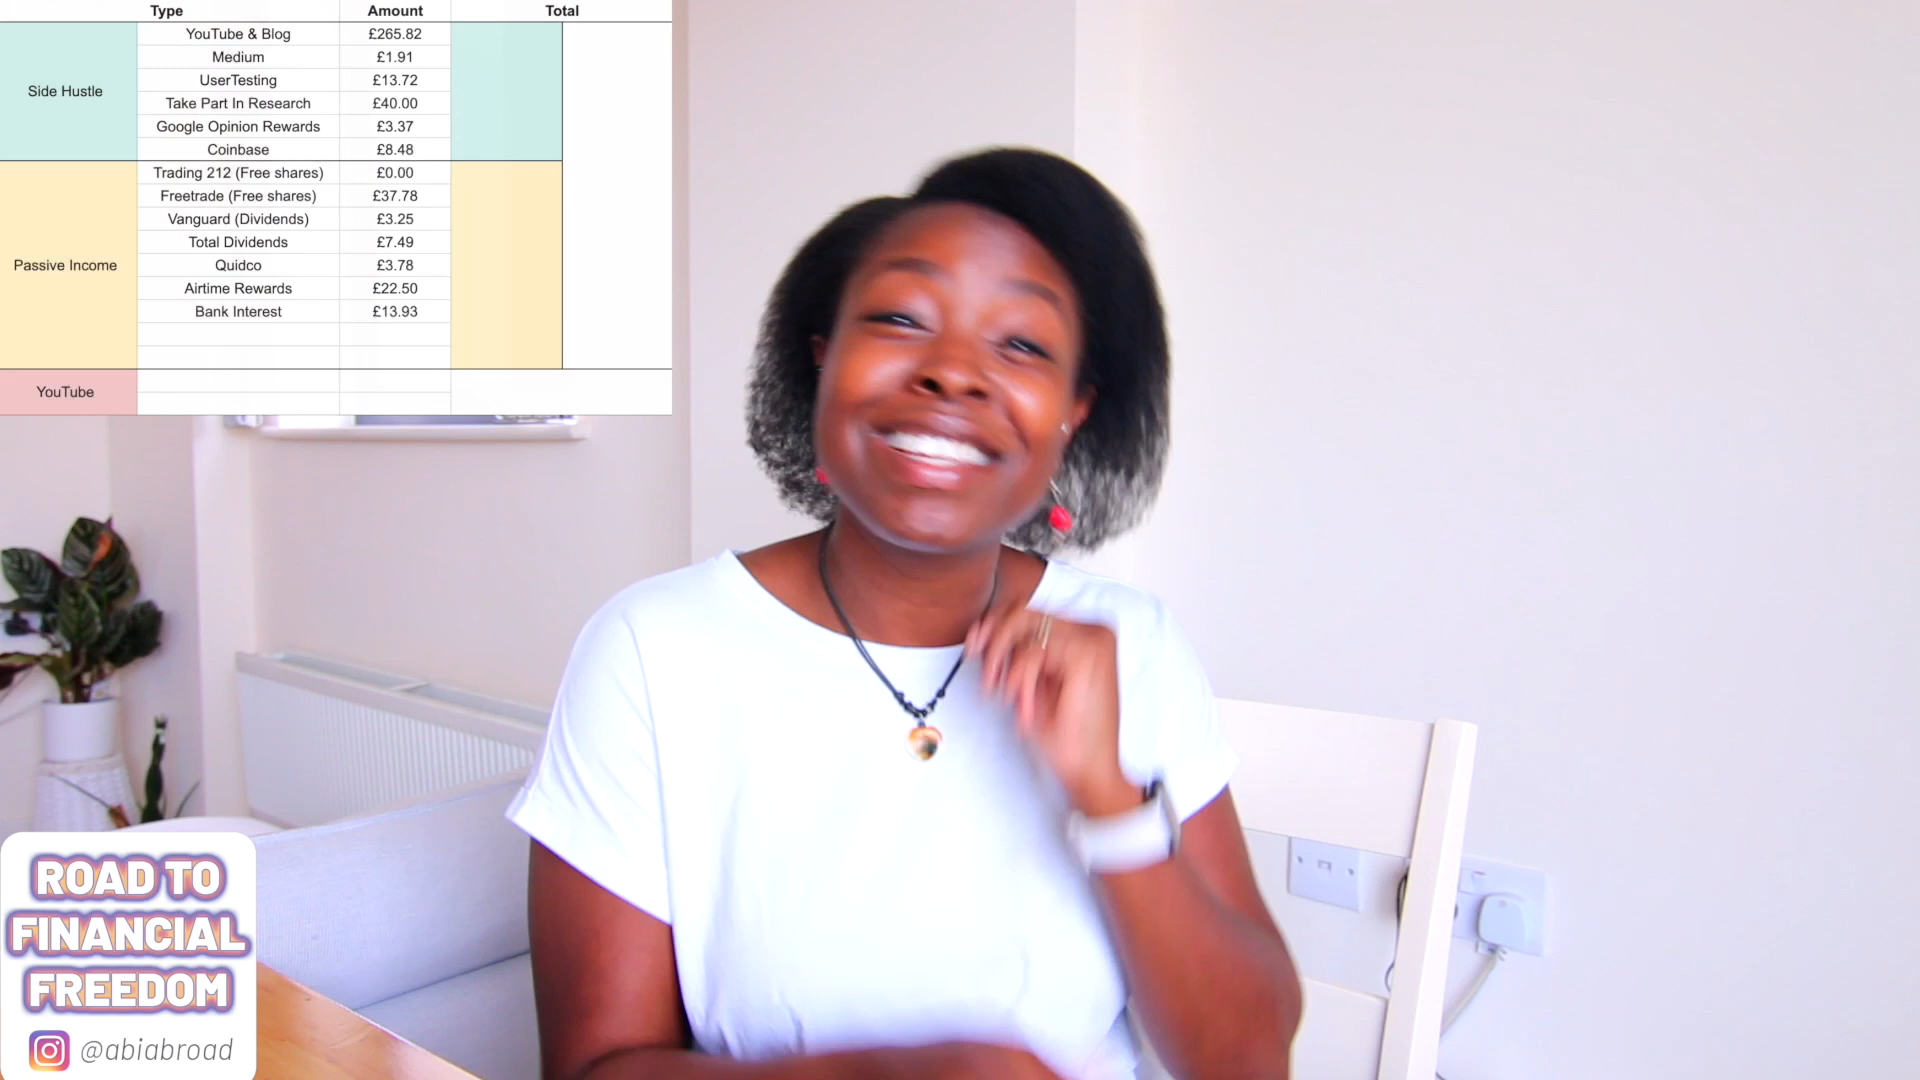 Type Amount Total
Side Hustle
YouTube & Blog £265.82
Medium £1.91
UserTesting £13.72
Take Part In Research £40.00
Google Opinion Rewards £3.37
Coinbase £8.48
Passive Income
Trading 212 (Free shares) £0.00
Freetrade (Free shares) £37.78
Vanguard (Dividends) £3.25
Total Dividends £7.49
Quidco £3.78
Airtime Rewards £22.50
Bank Interest £13.93
YouTube
ROAD TO
FINANCIAL
FREEDOM
@abiabroad